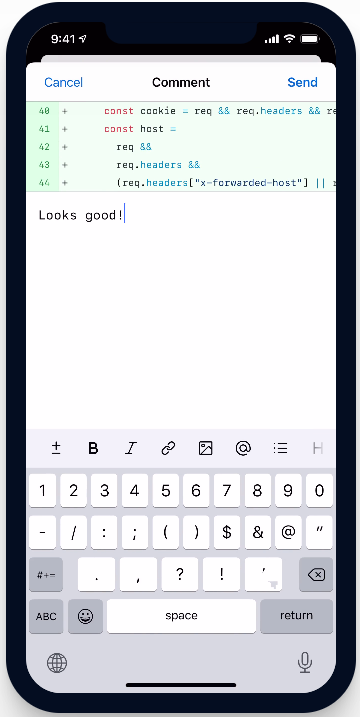 9:41
Cancel Comment Send
40 + const cookie = req && req.headers && re
41 + const host =
42 + req &&
43 + req.headers &&
44 + (req.headers["x-forwarded-host"] || r
Looks good!
± B I @ H
1 2 3 4 5 6 7 8 9 0
- / : ; ( ) $ & @ "
#+= . , ? ! '
ABC space return